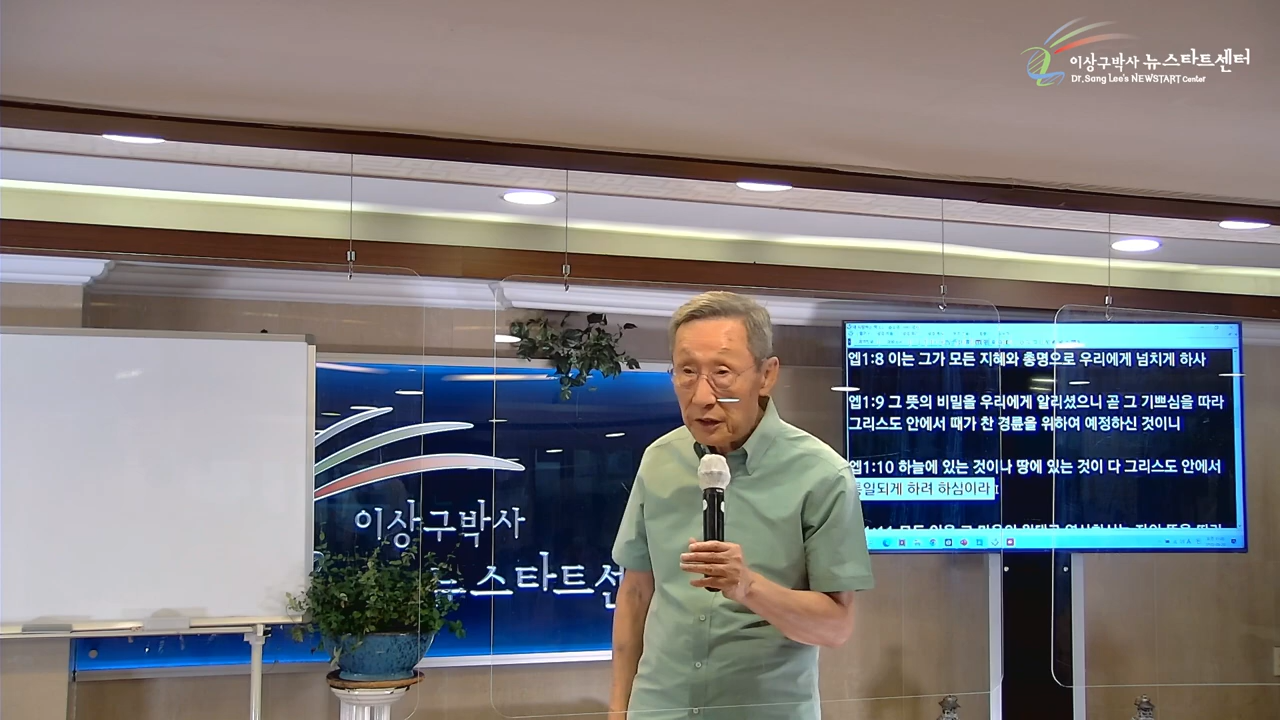 이상구박사 뉴스타트센터
Dr. Sang Lee's NEWSTART Center
엡1:8 이는 그가 모든 지혜와 총명으로 우리에게 넘치게 하사
엡1:9 그 뜻의 비밀을 우리에게 알리셨으니 곧 그 기쁘심을 따라
그리스도 안에서 때가 찬 경륜을 위하여 예정하신 것이니
엡1:10 하늘에 있는 것이나 땅에 있는 것이 다 그리스도 안에서
통일되게 하려 하심이라
이상구박사
뉴스타트센